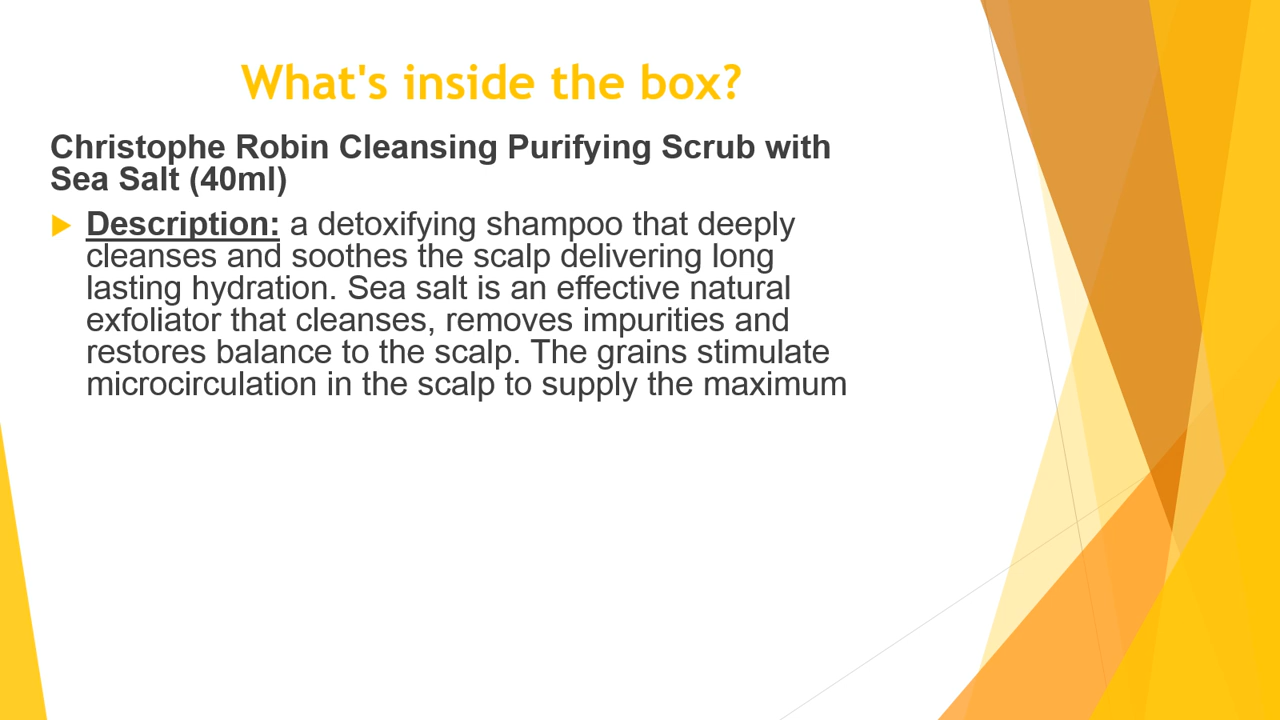 What's inside the box?
Christophe Robin Cleansing Purifying Scrub with
Sea Salt (40ml)
Description: a detoxifying shampoo that deeply
cleanses and soothes the scalp delivering long
lasting hydration. Sea salt is an effective natural
exfoliator that cleanses, removes impurities and
restores balance to the scalp. The grains stimulate
microcirculation in the scalp to supply the maximum